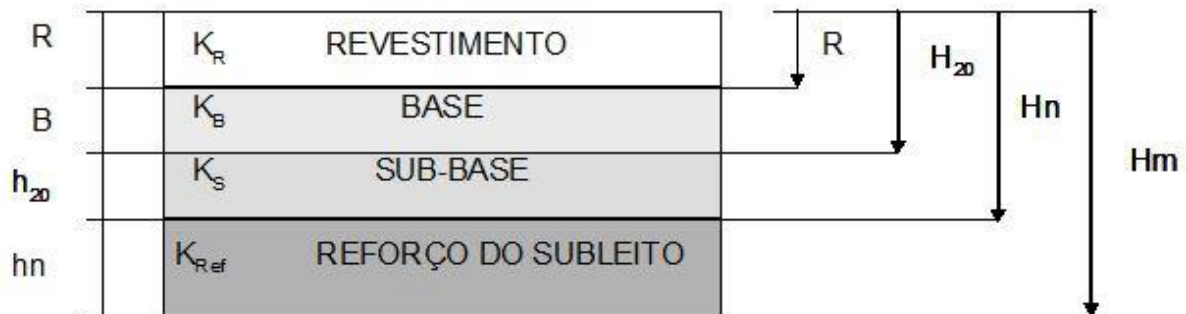 R K_R REVESTIMENTO R
B K_B BASE H_20 Hn
h_20 K_S SUB-BASE Hm
hn K_Ref REFORÇO DO SUBLEITO